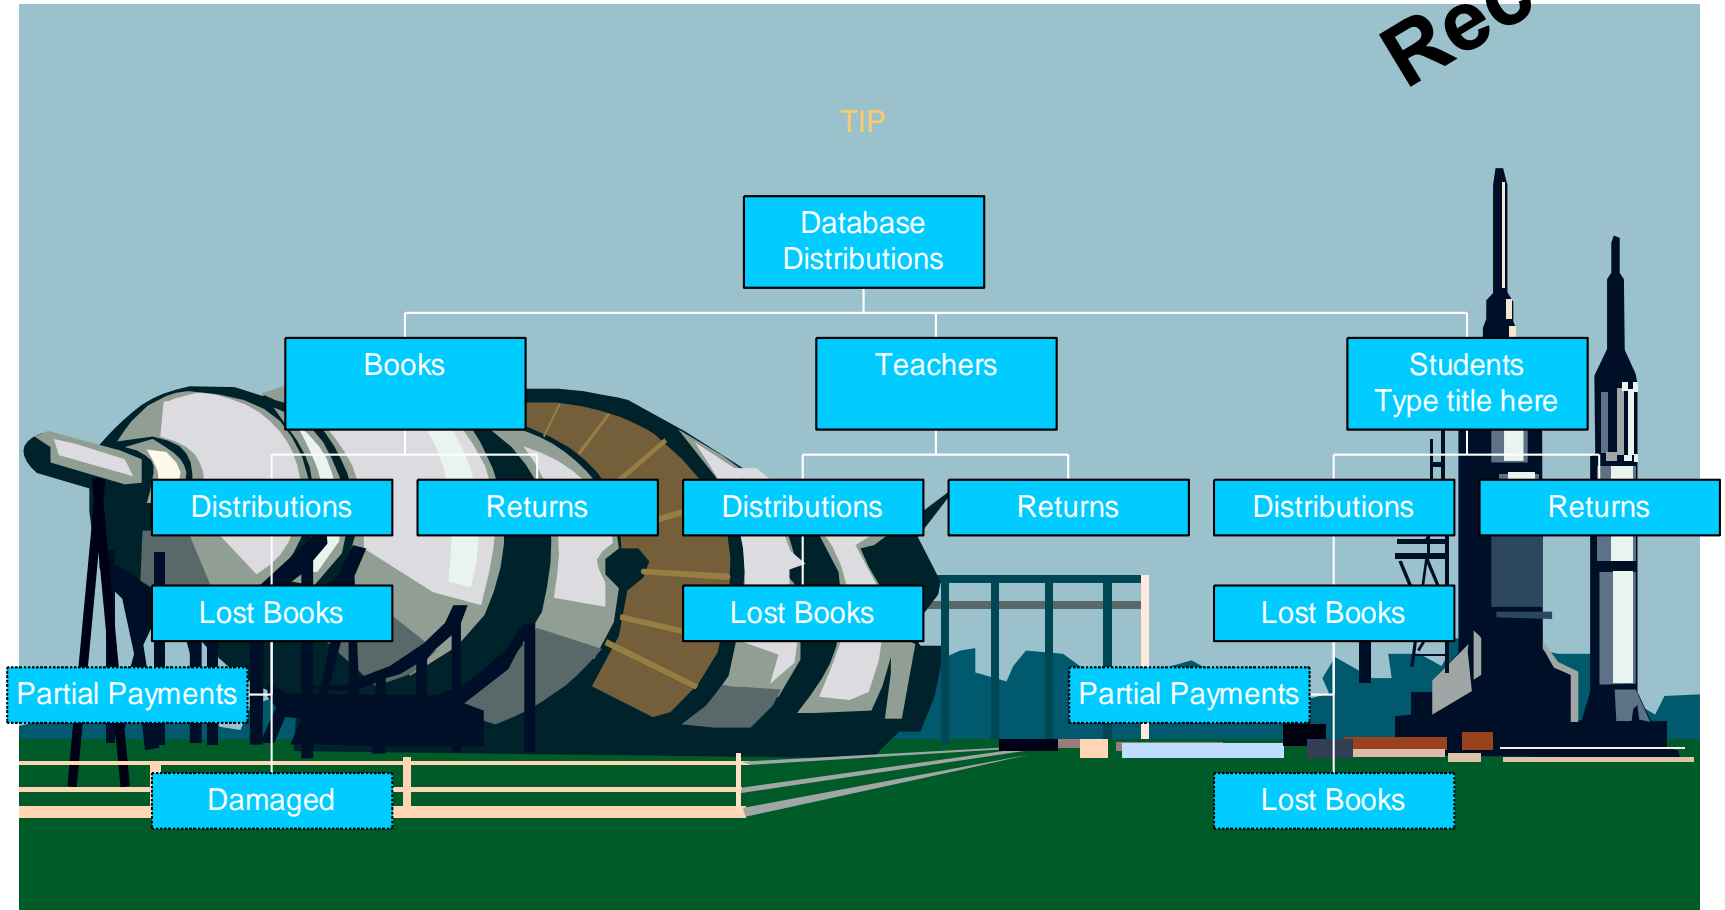 Rec
TIP
Database
Distributions
Books
Teachers
Students
Type title here
Distributions
Returns
Distributions
Returns
Distributions
Returns
Lost Books
Lost Books
Lost Books
Partial Payments
Partial Payments
Damaged
Lost Books